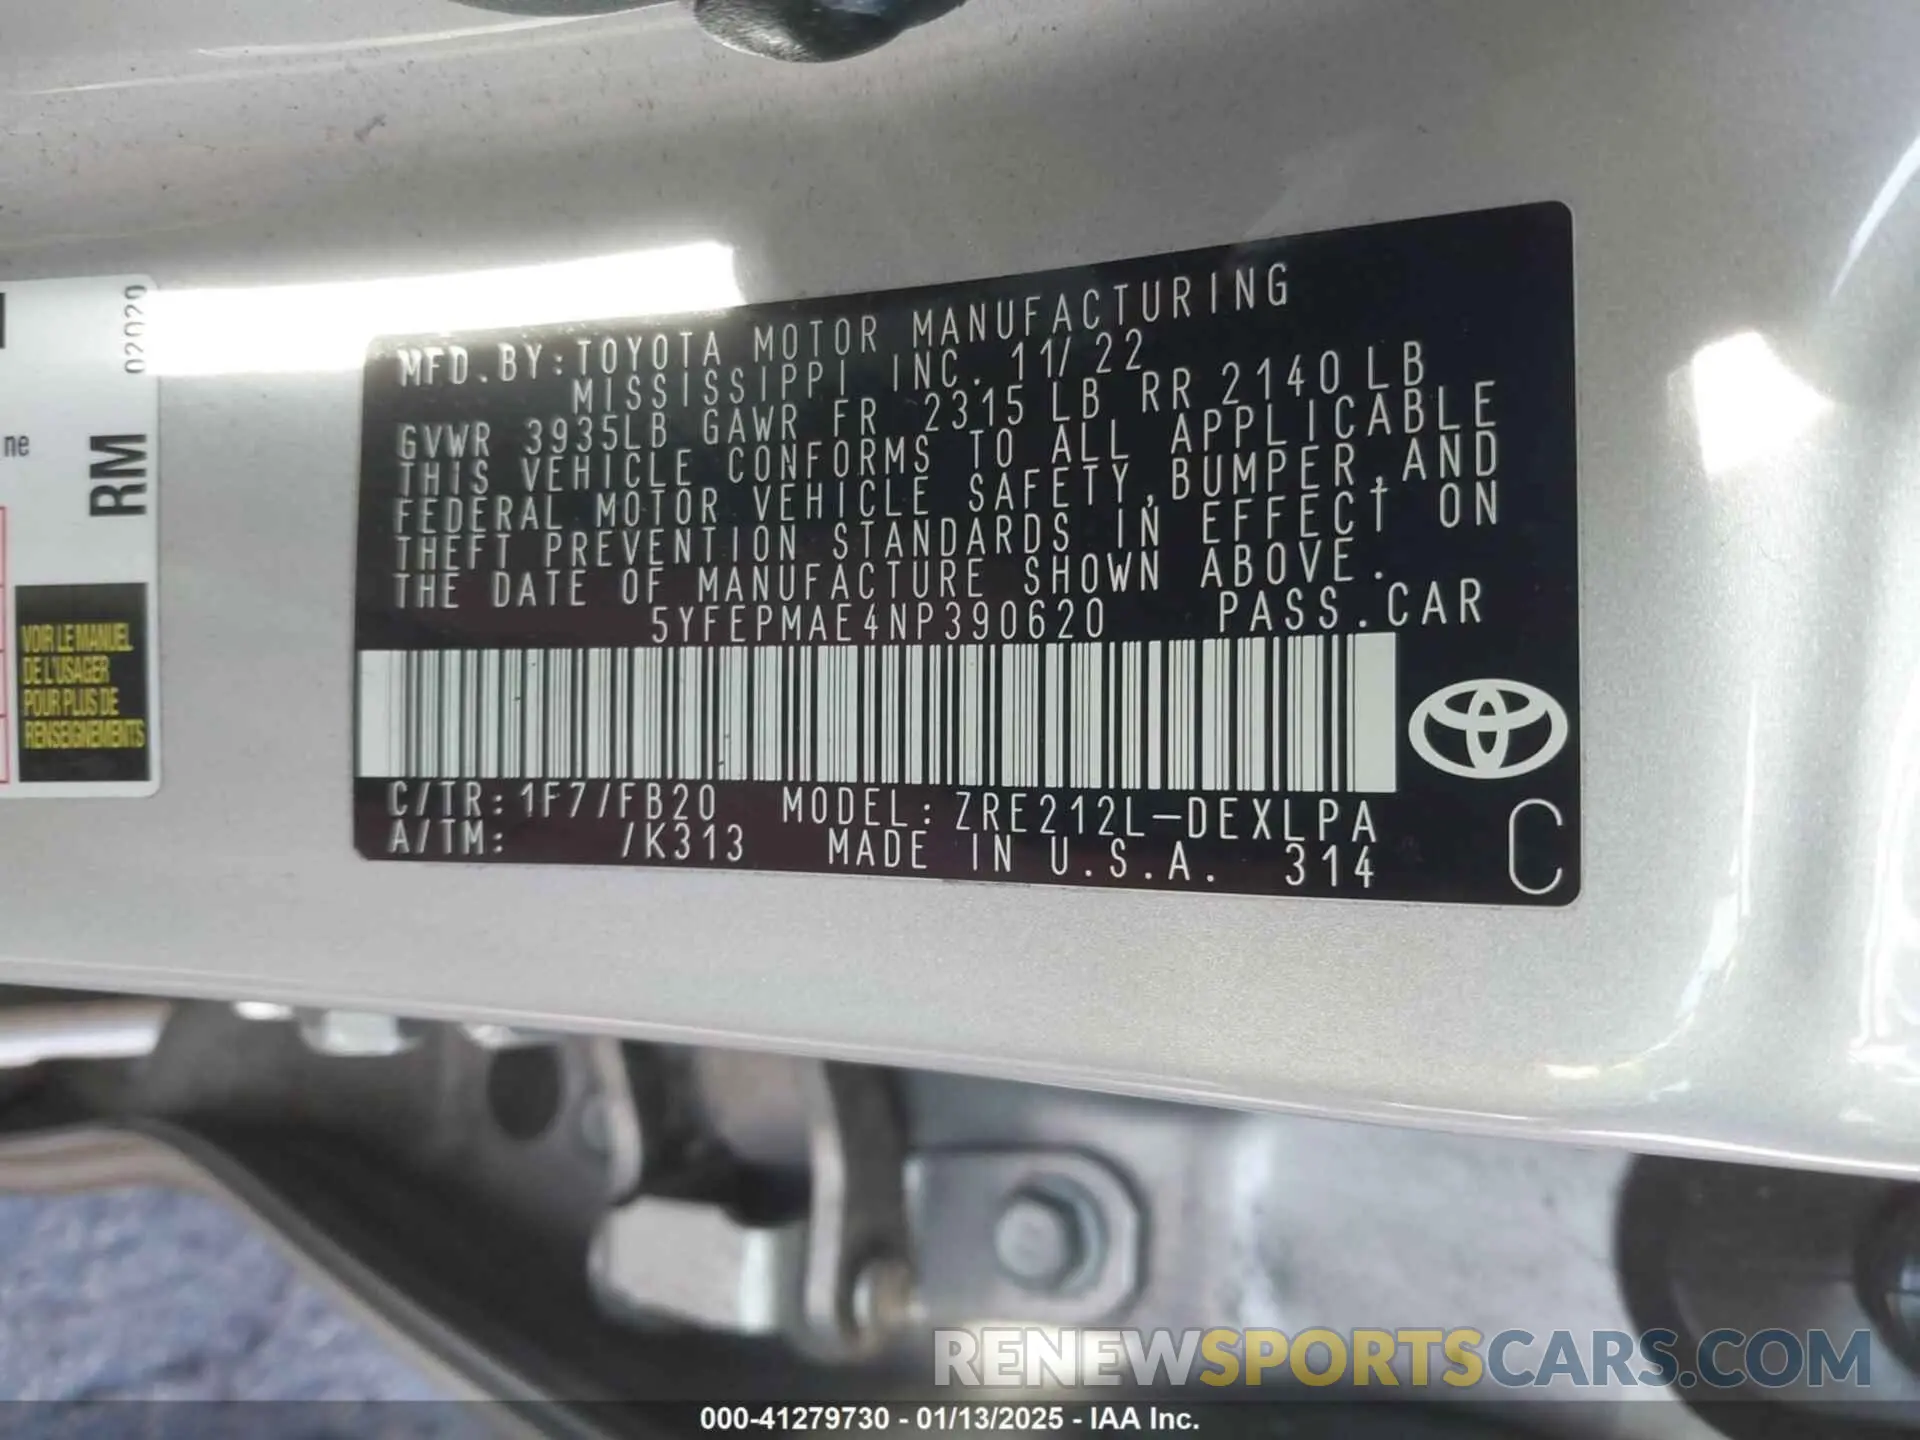 MFD.BY:TOYOTA MOTOR MANUFACTURING
MISSISSIPPI INC. 11/22
GVWR 3935LB GAWR FR 2315 LB RR 2140 LB
THIS VEHICLE CONFORMS TO ALL APPLICABLE
FEDERAL MOTOR VEHICLE SAFETY, BUMPER, AND
THEFT PREVENTION STANDARDS IN EFFECT ON
THE DATE OF MANUFACTURE SHOWN ABOVE.
5YFEPMAE4NP390620 PASS.CAR
C/TR: 1F7/FB20 MODEL: ZRE212L-DEXLPA
A/TM: /K313 MADE IN U.S.A. 314
C
02020
RM
ne
VOIR LE MANUEL
DE L'USAGER
POUR PLUS DE
RENSEIGNEMENTS
RENEWSPORTSCARS.COM
000-41279730 - 01/13/2025 - IAA Inc.